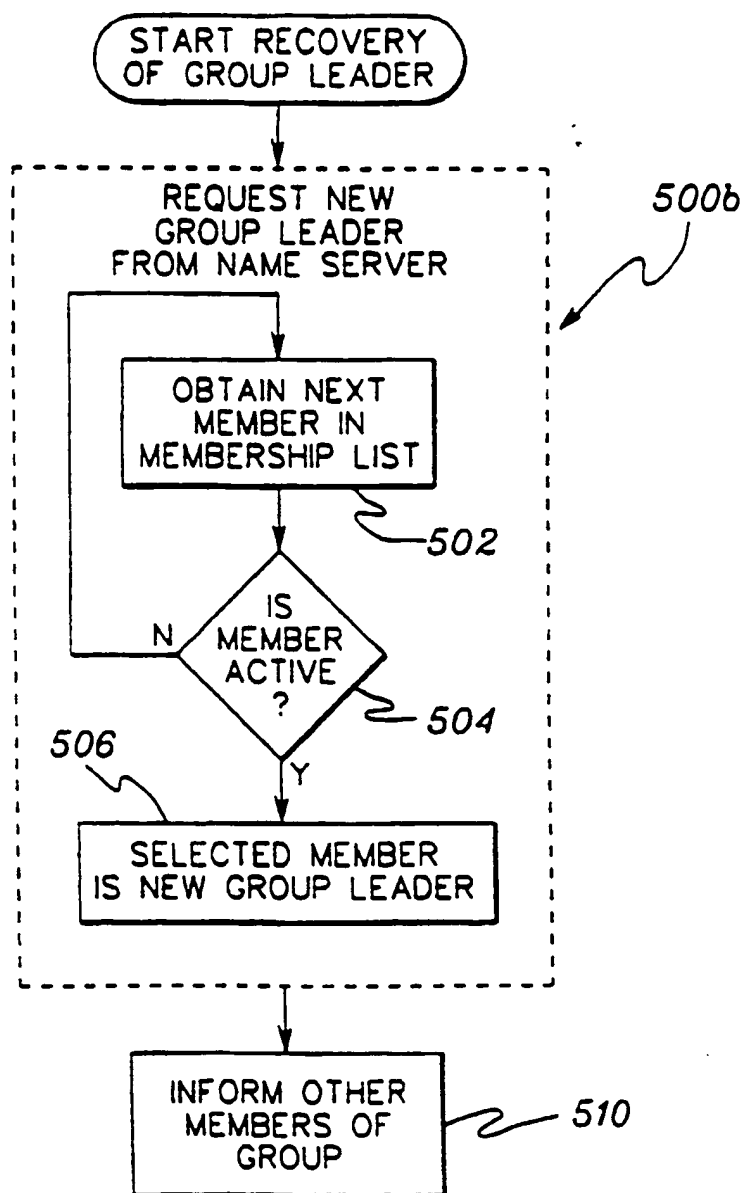 START RECOVERY
OF GROUP LEADER
REQUEST NEW
GROUP LEADER
FROM NAME SERVER
500b
OBTAIN NEXT
MEMBER IN
MEMBERSHIP LIST
502
N
IS
MEMBER
ACTIVE
?
504
506
Y
SELECTED MEMBER
IS NEW GROUP LEADER
INFORM OTHER
MEMBERS OF
GROUP
510